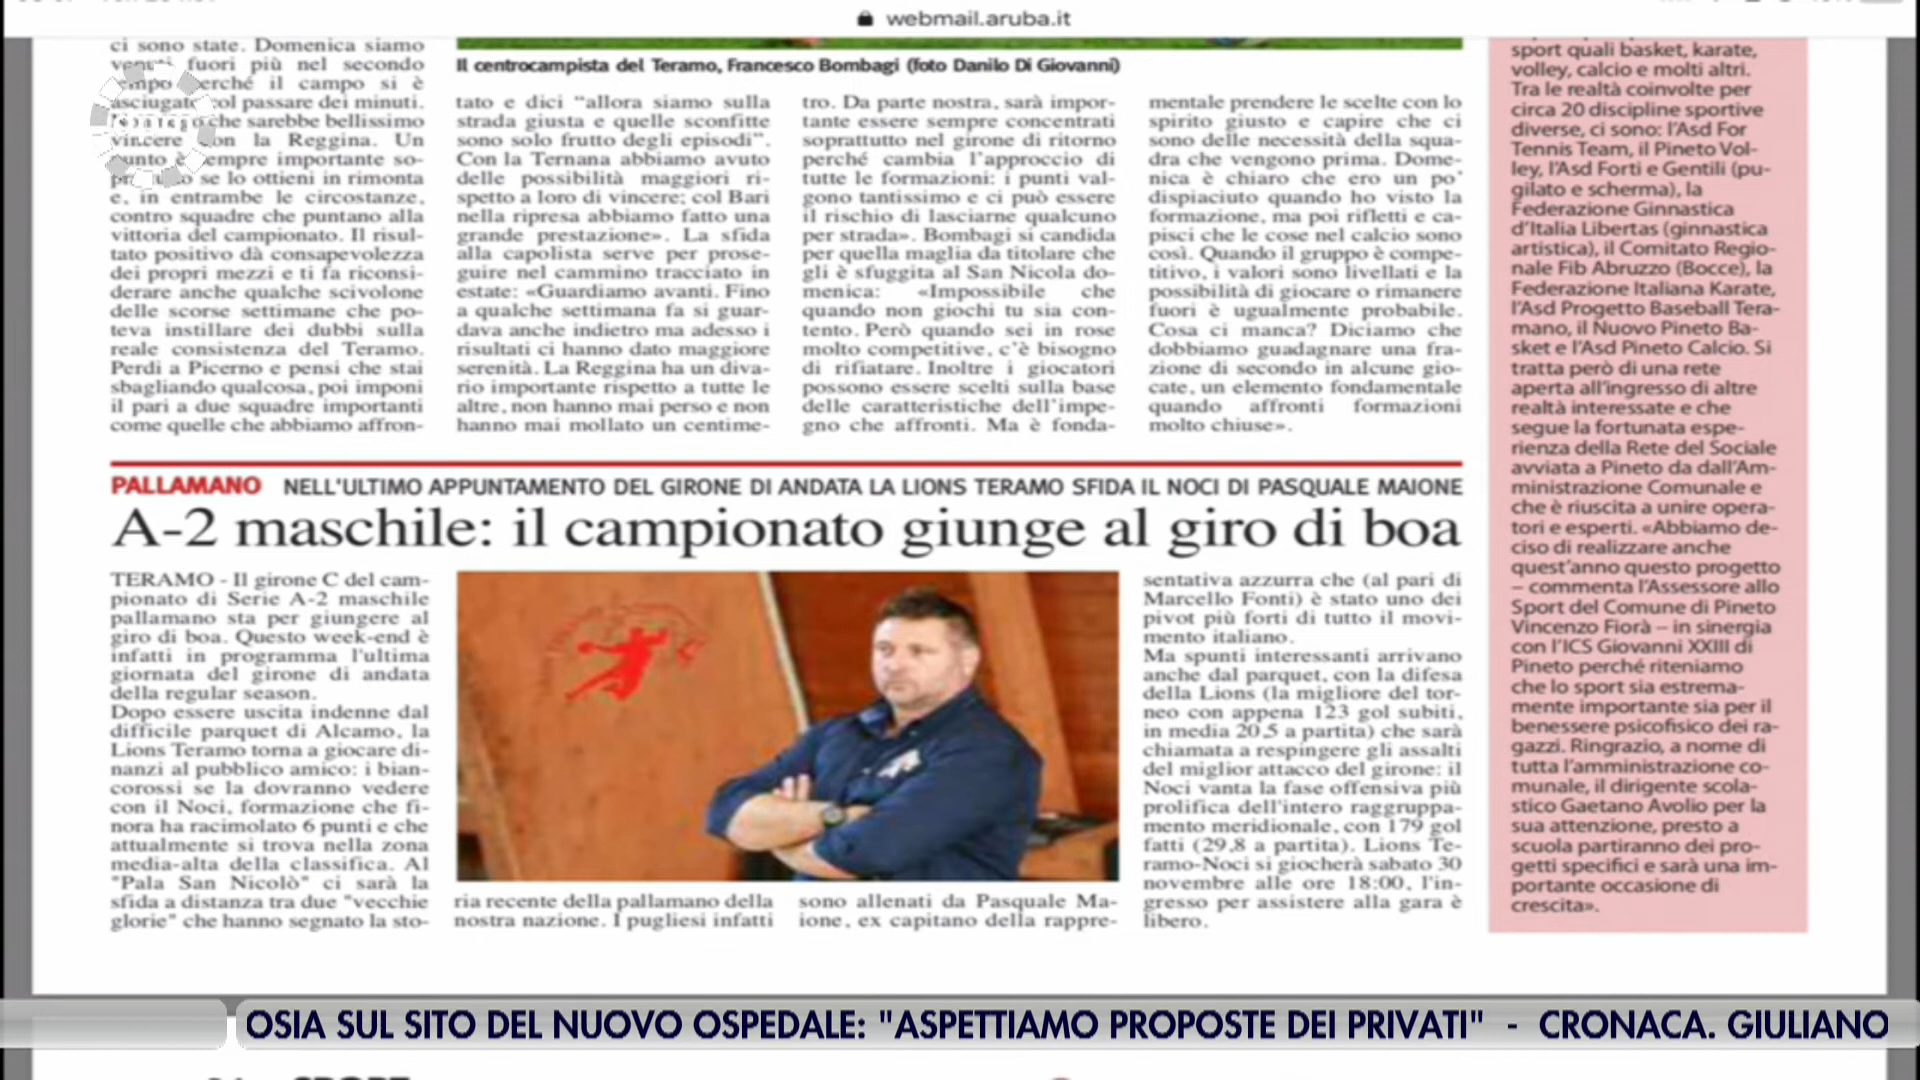 webmail.aruba.it
ci sono state. Domenica siamo
fuori più nel secondo
perché il campo si è
asciugato col passare dei minuti.
che sarebbe bellissimo
vincere con la Reggina. Un
punto è sempre importante so-
se lo ottieni in rimonta
e, in entrambe le circostanze,
contro squadre che puntano alla
vittoria del campionato. Il risul-
tato positivo dà consapevolezza
dei propri mezzi e ti fa riconsi-
derare anche qualche scivolone
delle scorse settimane che po-
teva instillare dei dubbi sulla
reale consistenza del Teramo.
Perdi a Picerno e pensi che stai
sbagliando qualcosa, poi imponi
il pari a due squadre importanti
come quelle che abbiamo affron-
Il centrocampista del Teramo, Francesco Bombagi (foto Danilo Di Giovanni)
tato e dici "allora siamo sulla
strada giusta e quelle sconfitte
sono solo frutto degli episodi".
Con la Ternana abbiamo avuto
delle possibilità maggiori ri-
spetto a loro di vincere; col Bari
nella ripresa abbiamo fatto una
grande prestazione». La sfida
alla capolista serve per prose-
guire nel cammino tracciato in
estate: «Guardiamo avanti. Fino
a qualche settimana fa si guar-
dava anche indietro ma adesso i
risultati ci hanno dato maggiore
serenità. La Reggina ha un diva-
rio importante rispetto a tutte le
altre, non hanno mai perso e non
hanno mai mollato un centime-
tro. Da parte nostra, sarà impor-
tante essere sempre concentrati
soprattutto nel girone di ritorno
perché cambia l'approccio di
tutte le formazioni: i punti val-
gono tantissimo e ci può essere
il rischio di lasciarne qualcuno
per strada». Bombagi si candida
per quella maglia da titolare che
gli è sfuggita al San Nicola do-
menica: «Impossibile che
quando non giochi tu sia con-
tento. Però quando sei in rose
molto competitive, c'è bisogno
di rifiatare. Inoltre i giocatori
possono essere scelti sulla base
delle caratteristiche dell'impe-
gno che affronti. Ma è fonda-
mentale prendere le scelte con lo
spirito giusto e capire che ci
sono delle necessità della squa-
dra che vengono prima. Dome-
nica è chiaro che ero un po'
dispiaciuto quando ho visto la
formazione, ma poi rifletti e ca-
pisci che le cose nel calcio sono
così. Quando il gruppo è compe-
titivo, i valori sono livellati e la
possibilità di giocare o rimanere
fuori è ugualmente probabile.
Cosa ci manca? Diciamo che
dobbiamo guadagnare una fra-
zione di secondo in alcune gio-
cate, un elemento fondamentale
quando affronti formazioni
molto chiuse».
PALLAMANO NELL'ULTIMO APPUNTAMENTO DEL GIRONE DI ANDATA LA LIONS TERAMO SFIDA IL NOCI DI PASQUALE MAIONE
A-2 maschile: il campionato giunge al giro di boa
TERAMO - Il girone C del cam-
pionato di Serie A-2 maschile
pallamano sta per giungere al
giro di boa. Questo week-end è
infatti in programma l'ultima
giornata del girone di andata
della regular season.
Dopo essere uscita indenne dal
difficile parquet di Alcamo, la
Lions Teramo torna a giocare di-
nanzi al pubblico amico: i bian-
corossi se la dovranno vedere
con il Noci, formazione che fi-
nora ha racimolato 6 punti e che
attualmente si trova nella zona
media-alta della classifica. Al
"Pala San Nicolò" ci sarà la
sfida a distanza tra due "vecchie
glorie" che hanno segnato la sto-
ria recente della pallamano della
nostra nazione. I pugliesi infatti
sono allenati da Pasquale Ma-
ione, ex capitano della rappre-
sentativa azzurra che (al pari di
Marcello Fonti) è stato uno dei
pivot più forti di tutto il movi-
mento italiano.
Ma spunti interessanti arrivano
anche dal parquet, con la difesa
della Lions (la migliore del tor-
neo con appena 123 gol subiti,
in media 20,5 a partita) che sarà
chiamata a respingere gli assalti
del miglior attacco del girone: il
Noci vanta la fase offensiva più
prolifica dell'intero raggruppa-
mento meridionale, con 179 gol
fatti (29,8 a partita). Lions Te-
ramo-Noci si giocherà sabato 30
novembre alle ore 18:00, l'in-
gresso per assistere alla gara è
libero.
sport quali basket, karate,
volley, calcio e molti altri.
Tra le realtà coinvolte per
circa 20 discipline sportive
diverse, ci sono: l'Asd For
Tennis Team, il Pineto Vol-
ley, l'Asd Forti e Gentili (pu-
gilato e scherma), la
Federazione Ginnastica
d'Italia Libertas (ginnastica
artistica), il Comitato Regio-
nale Fib Abruzzo (Bocce), la
Federazione Italiana Karate,
l'Asd Progetto Baseball Tera-
mano, il Nuovo Pineto Ba-
sket e l'Asd Pineto Calcio. Si
tratta però di una rete
aperta all'ingresso di altre
realtà interessate e che
segue la fortunata espe-
rienza della Rete del Sociale
avviata a Pineto da dall'Am-
ministrazione Comunale e
che è riuscita a unire opera-
tori e esperti. «Abbiamo de-
ciso di realizzare anche
quest'anno questo progetto
– commenta l'Assessore allo
Sport del Comune di Pineto
Vincenzo Fiorà – in sinergia
con l'ICS Giovanni XXIII di
Pineto perché riteniamo
che lo sport sia estrema-
mente importante sia per il
benessere psicofisico dei ra-
gazzi. Ringrazio, a nome di
tutta l'amministrazione co-
munale, il dirigente scola-
stico Gaetano Avolio per la
sua attenzione, presto a
scuola partiranno dei pro-
getti specifici e sarà una im-
portante occasione di
crescita».
OSIA SUL SITO DEL NUOVO OSPEDALE: "ASPETTIAMO PROPOSTE DEI PRIVATI" - CRONACA. GIULIANO